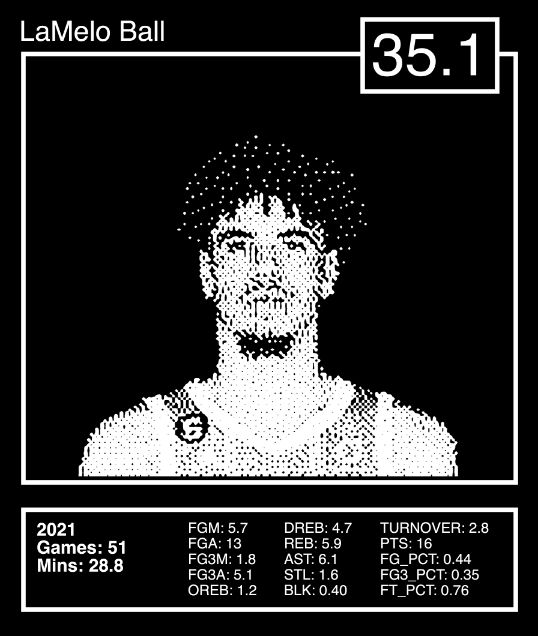 LaMelo Ball
35.1
2021
Games: 51
Mins: 28.8
FGM: 5.7
FGA: 13
FG3M: 1.8
FG3A: 5.1
OREB: 1.2
DREB: 4.7
REB: 5.9
AST: 6.1
STL: 1.6
BLK: 0.40
TURNOVER: 2.8
PTS: 16
FG_PCT: 0.44
FG3_PCT: 0.35
FT_PCT: 0.76